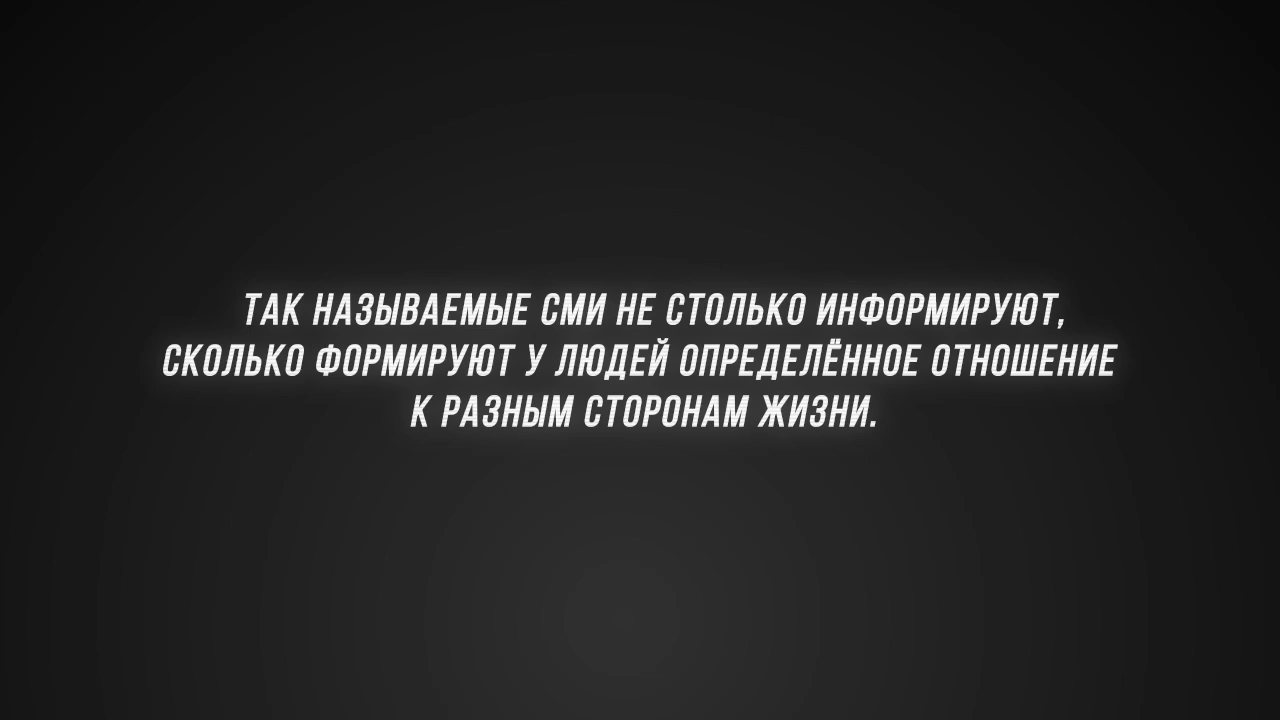 ТАК НАЗЫВАЕМЫЕ СМИ НЕ СТОЛЬКО ИНФОРМИРУЮТ,
СКОЛЬКО ФОРМИРУЮТ У ЛЮДЕЙ ОПРЕДЕЛЁННОЕ ОТНОШЕНИЕ
К РАЗНЫМ СТОРОНАМ ЖИЗНИ.